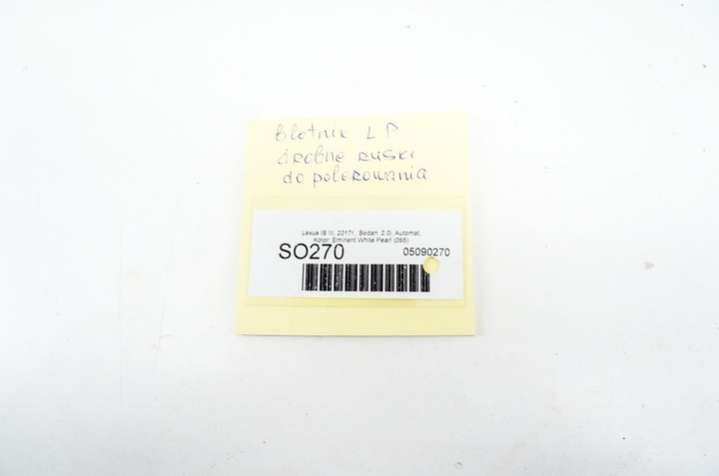 Błotnik L P
drobne ryski
do polerowania
Lexus IS III, 2017r., Sedan, 2.0i, Automat,
Kolor: Eminent White Pearl (085)
SO270
05090270